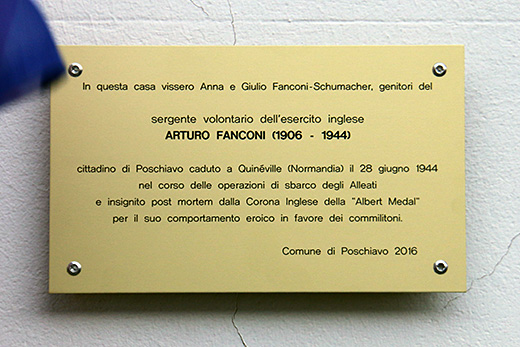 In questa casa vissero Anna e Giulio Fanconi-Schumacher, genitori del
sergente volontario dell'esercito inglese
ARTURO FANCONI (1906 - 1944)
cittadino di Poschiavo caduto a Quinéville (Normandia) il 28 giugno 1944
nel corso delle operazioni di sbarco degli Alleati
e insignito post mortem dalla Corona Inglese della "Albert Medal"
per il suo comportamento eroico in favore dei commilitoni.
Comune di Poschiavo 2016